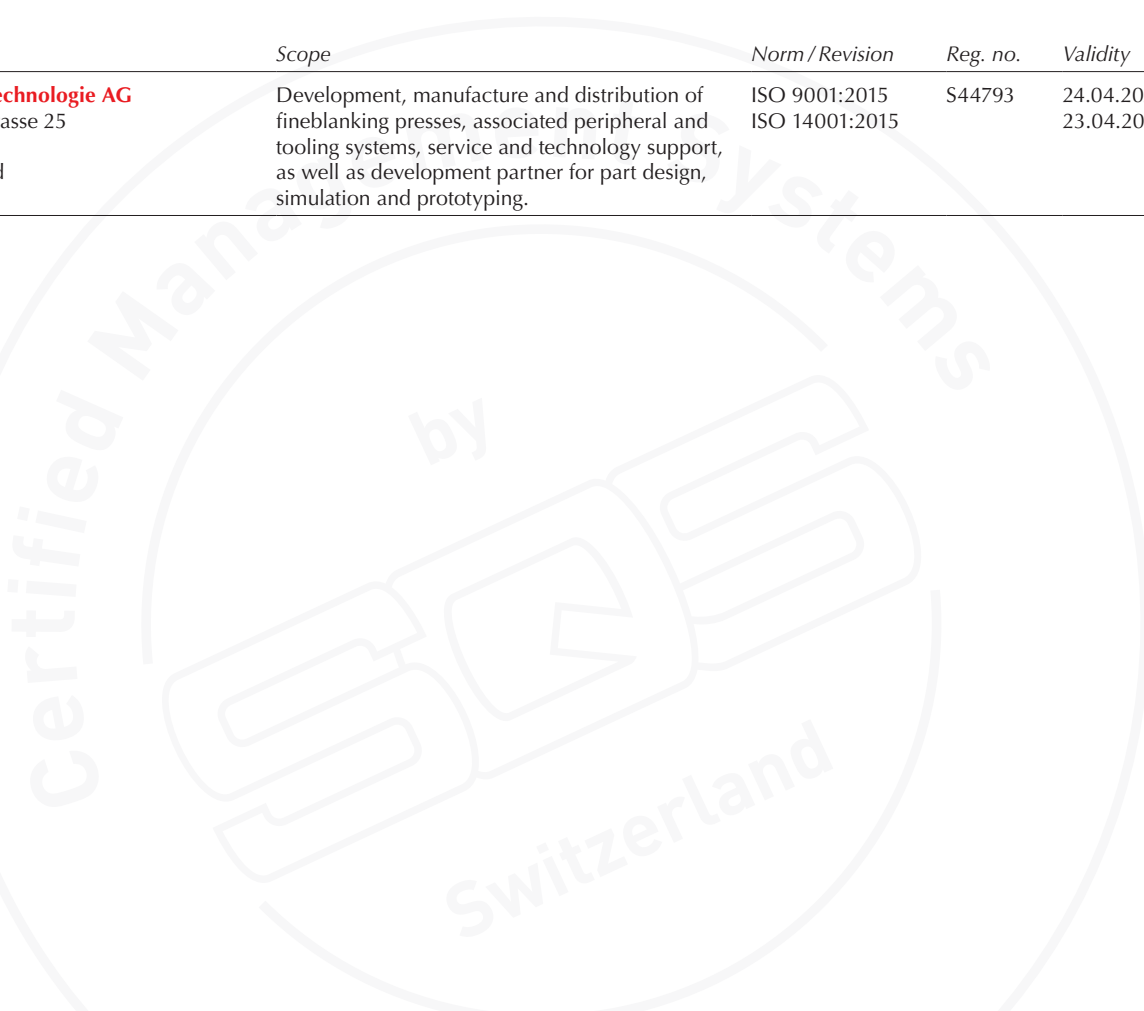 Scope Norm / Revision Reg. no. Validity
echnologie AG Development, manufacture and distribution of ISO 9001:2015 S44793 24.04.20
asse 25 fineblanking presses, associated peripheral and ISO 14001:2015 23.04.20
tooling systems, service and technology support,
d as well as development partner for part design,
simulation and prototyping.
Certified Management Systems
by
SQS
Switzerland